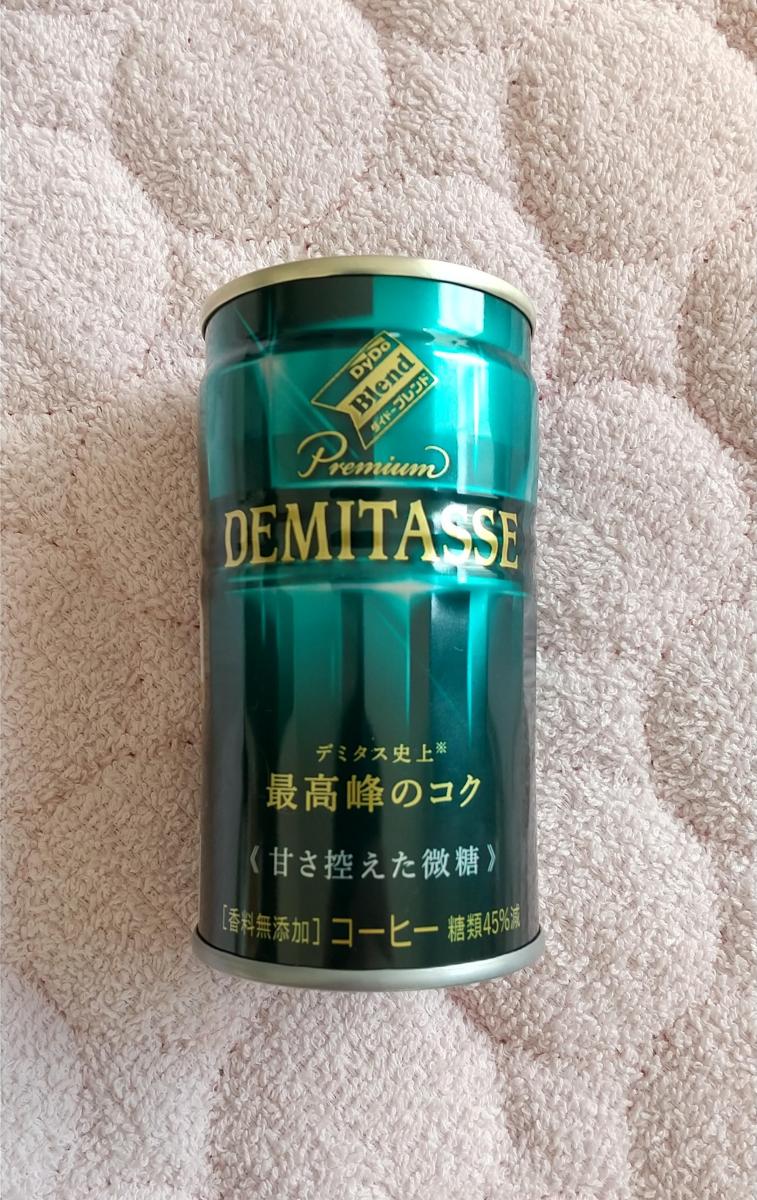 DyDo
Blend
ダイドーブレンド
Premium
DEMITASSE
デミタス史上※
最高峰のコク
《甘さ控えた微糖》
[香料無添加] コーヒー 糖類45%減